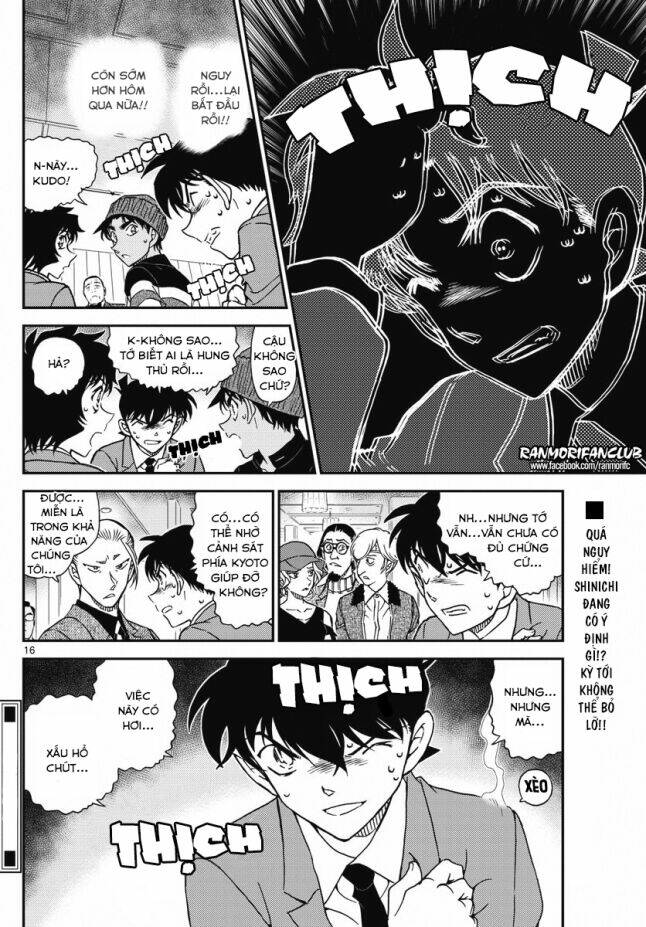 THỊCH
NGUY
RỒI...LẠI
BẮT ĐẦU
RỒI!!
CÒN SỚM
HƠN HÔM
QUA NỮA!!
THỊCH
N-NÀY..
KUDO!
THỊCH
RANMORIFANCLUB
www.facebook.com/ranmorifc
CẬU
KHÔNG
SAO
CHỨ?
K-KHÔNG SAO...
TỚ BIẾT AI LÀ HUNG
THỦ RỒI...
HẢ?
THỊCH
NH...NHƯNG TỚ
VẪN...VẪN CHƯA CÓ
ĐỦ CHỨNG
CỨ...
CÓ...CÓ
THỂ NHỜ
CẢNH SÁT
PHÍA KYOTO
GIÚP ĐỠ
KHÔNG?
ĐƯỢC...
MIỄN LÀ
TRONG KHẢ
NĂNG CỦA
CHÚNG
TÔI...
16
THỊCH
NHƯNG...
NHƯNG
MÀ...
VIỆC
NÀY CÓ
HƠI...
XẤU HỔ
CHÚT...
XÈO
THỊCH
QUÁ
NGUY
HIỂM!
SHINICHI
ĐANG
CÓ Ý
ĐỊNH
GÌ!?
KỲ TỚI
KHÔNG
THỂ BỎ
LỠ!!